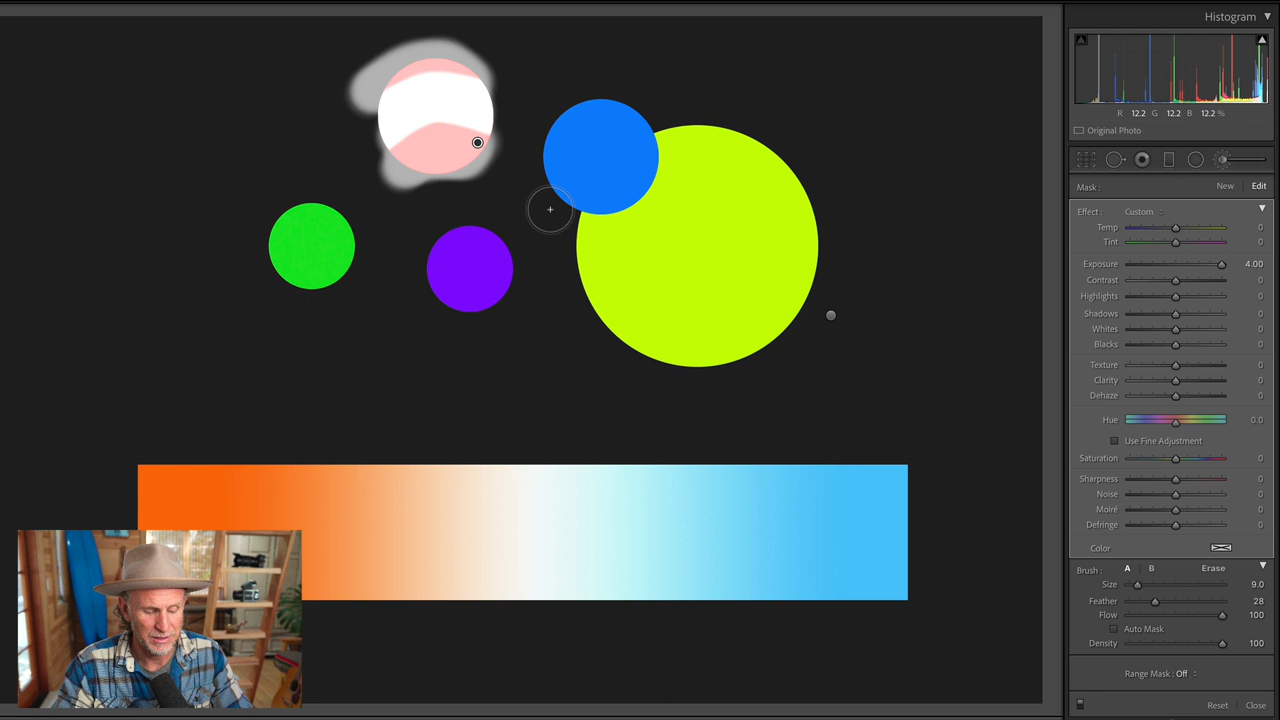 Histogram
R 12.2 G 12.2 B 12.2 %
Original Photo
Mask : New Edit
Effect : Custom
Temp 0
Tint 0
Exposure 4.00
Contrast 0
Highlights 0
Shadows 0
Whites 0
Blacks 0
Texture 0
Clarity 0
Dehaze 0
Hue 0.0
Use Fine Adjustment
Saturation 0
Sharpness 0
Noise 0
Moiré 0
Defringe 0
Color
Brush : A B Erase
Size 9.0
Feather 28
Flow 100
Auto Mask
Density 100
Range Mask : Off
Reset Close